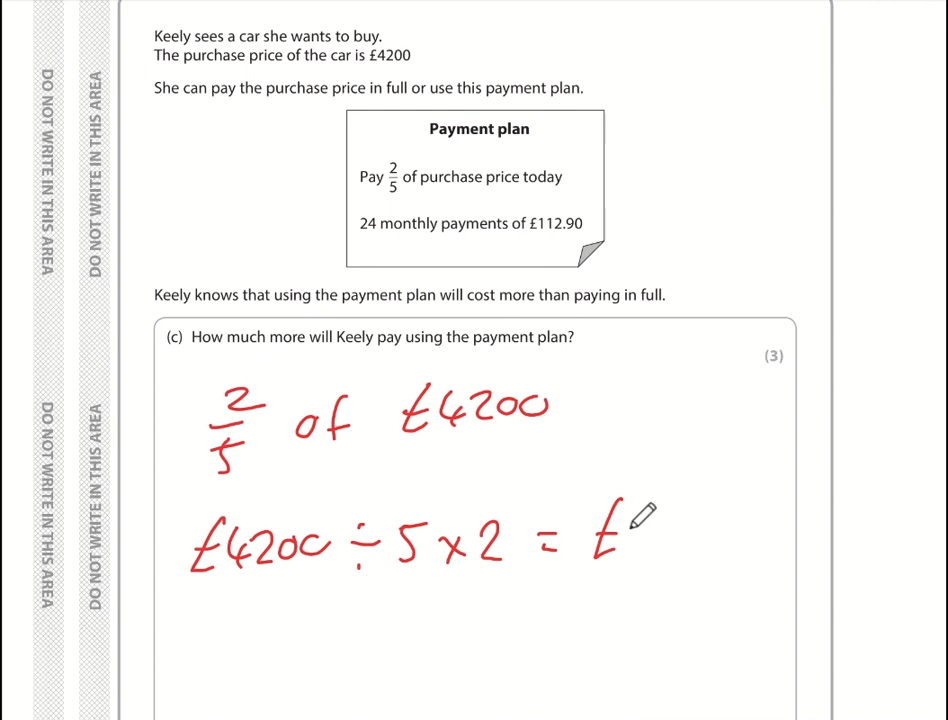 Keely sees a car she wants to buy.
The purchase price of the car is £4200
She can pay the purchase price in full or use this payment plan.
Payment plan
Pay 2/5 of purchase price today
24 monthly payments of £112.90
Keely knows that using the payment plan will cost more than paying in full.
(c) How much more will Keely pay using the payment plan?
(3)
2/5 of £4200
£4200 ÷ 5 × 2 = £
DO NOT WRITE IN THIS AREA
DO NOT WRITE IN THIS AREA
DO NOT WRITE IN THIS AREA
DO NOT WRITE IN THIS AREA